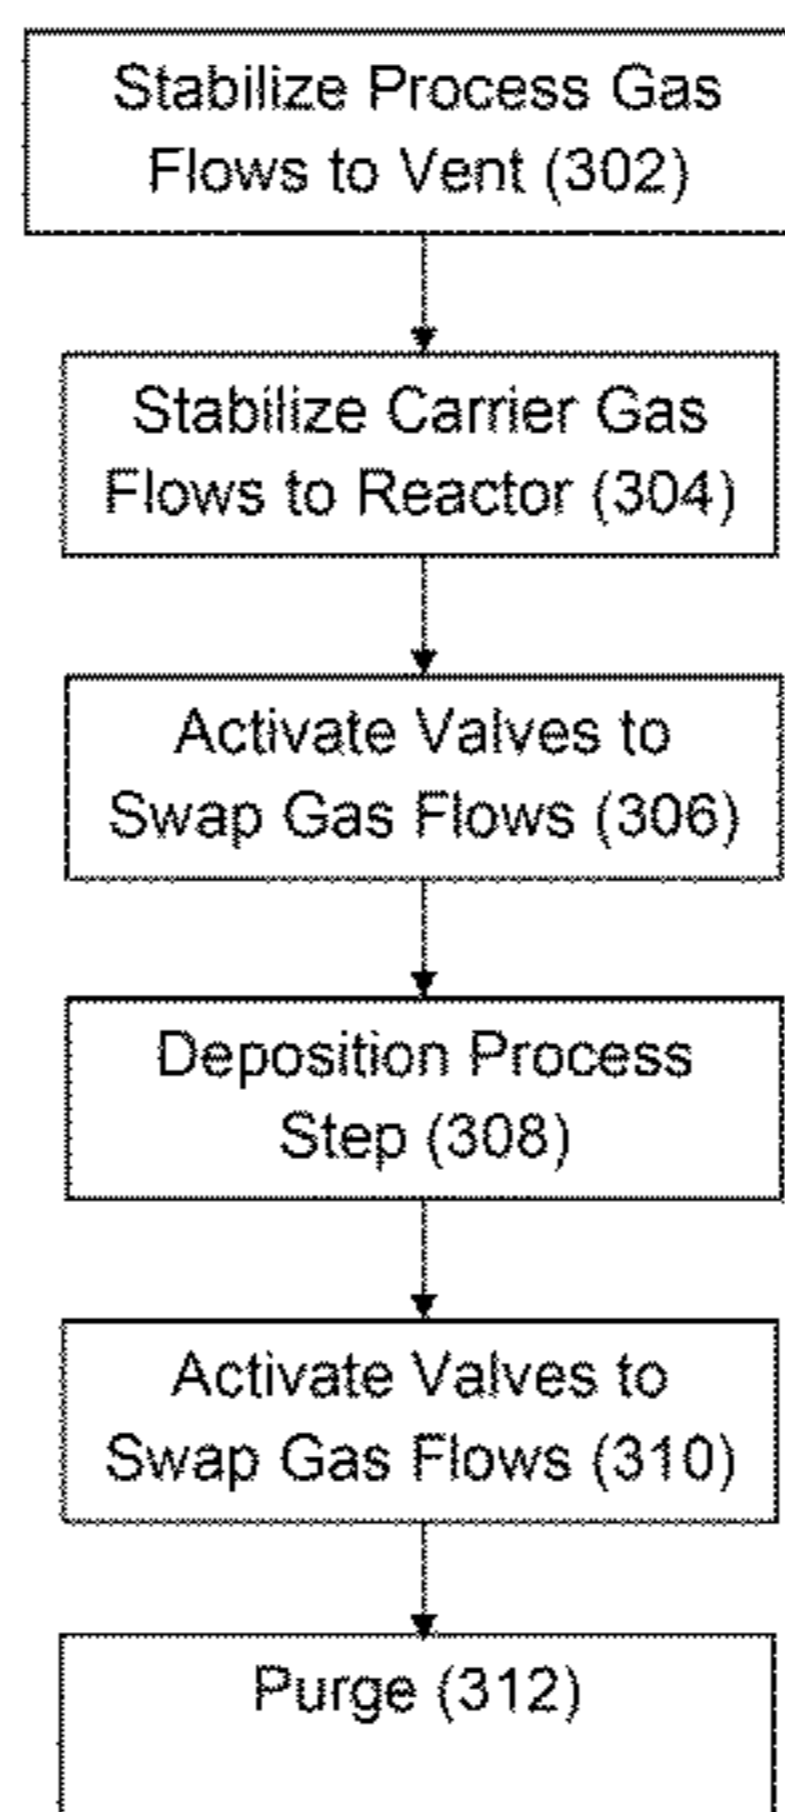 Stabilize Process Gas
Flows to Vent (302)
Stabilize Carrier Gas
Flows to Reactor (304)
Activate Valves to
Swap Gas Flows (306)
Deposition Process
Step (308)
Activate Valves to
Swap Gas Flows (310)
Purge (312)